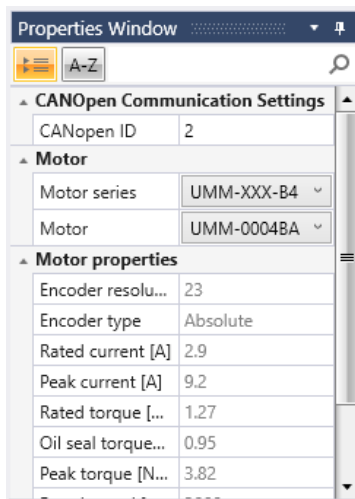 Properties Window
A-Z
CANOpen Communication Settings
CANopen ID 2
Motor
Motor series UMM-XXX-B4
Motor UMM-0004BA
Motor properties
Encoder resolu... 23
Encoder type Absolute
Rated current [A] 2.9
Peak current [A] 9.2
Rated torque [... 1.27
Oil seal torque... 0.95
Peak torque [N... 3.82